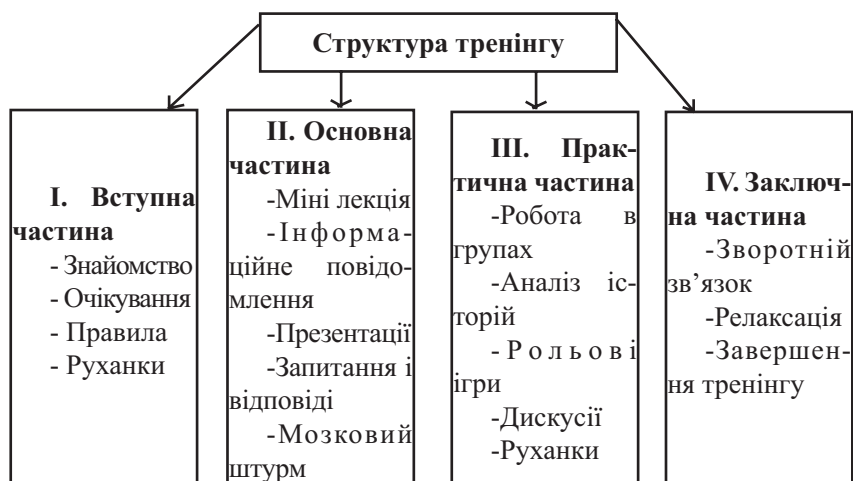 Структура тренінгу
I. Вступна
частина
- Знайомство
- Очікування
- Правила
- Руханки
II. Основна
частина
-Міні лекція
-Інформа-
ційне повідо-
млення
-Презентації
-Запитання і
відповіді
-Мозковий
штурм
III. Прак-
тична частина
-Робота в
групах
-Аналіз іс-
торій
-Рольові
ігри
-Дискусії
-Руханки
IV. Заключ-
на частина
-Зворотній
зв’язок
-Релаксація
-Завершен-
ня тренінгу